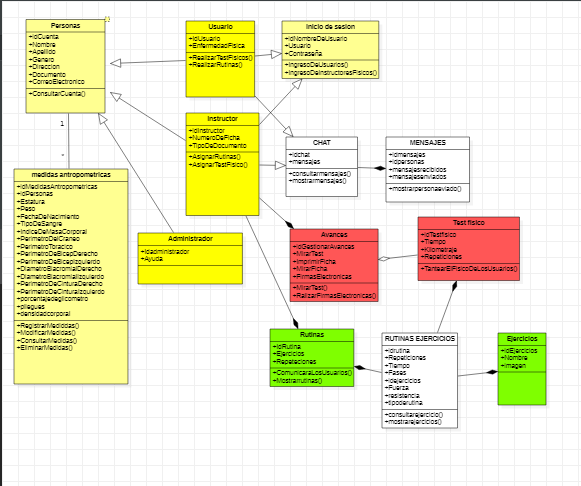 Personas
+idCuenta
+Nombre
+Apellido
+Genero
+Direccion
+Documento
+CorreoElectronico
+ConsultarCuenta()
Usuario
+IdUsuario
+EnfermedadFisica
+RealizarTestFisicos()
+RealizarRutinas()
Inicio de sesion
+idNombreDeUsuario
+Usuario
+Contraseña
+IngresoDeUsuarios()
+IngresoDeInstructoresFisicos()
Instructor
+idInstructor
+NumeroDeFicha
+TipoDeDocumento
+AsignarRutinas()
+AsignarTestFisico()
CHAT
+idchat
+mensajes
+consultarmensajes()
+mostrarmensajes()
MENSAJES
+idmensajes
+idpersonas
+mensajesrecibidos
+mensajesenviados
+mostrarpersonaeviado()
1
*
medidas antropometricas
+idMedidasAntropometricas
+idPersonas
+Estatura
+Peso
+FechaDeNacimiento
+TipoDeSangre
+IndiceDeMasaCorporal
+PerimetroDelCraneo
+PerimetroToracico
+PerimetroDeBicepDerecho
+PerimetroDeBicepIzquierdo
+DiametroBiacromialDerecho
+DiametroBiacromialIzquierdo
+PerimetroDeCinturaDerecho
+PerimetroDeCinturaIzquierdo
+porcentajedeglicometro
+pliegues
+densidadcorporal
+RegistrarMedididas()
+ModificarMedidas()
+ConsultarMedidas()
+EliminarMedidas()
Administrador
+idadministrador
+Ayuda
Avances
+idGestionarAvances
+MirarTest
+ImprimirFicha
+MirarFicha
+FirmasElectronicas
+MirarTest()
+RalizarFirmasElectronicas()
Test fisico
+idTestfisico
+Tiempo
+Kilometraje
+Repeticiones
+TantearElFisicoDeLosUsuarios()
Rutinas
+idRutina
+Ejercicios
+Repeteciones
+ComunicaraLosUsuarios()
+Mostrarrutinas()
RUTINAS EJERCICIOS
+idrutina
+Repeticiones
+Tiempo
+Fases
+idejercicios
+Fuerza
+resistencia
+tipoderutina
+consultarejercicio()
+mostrarejercicios()
Ejercicios
+idEjercicios
+Nombre
+imagen